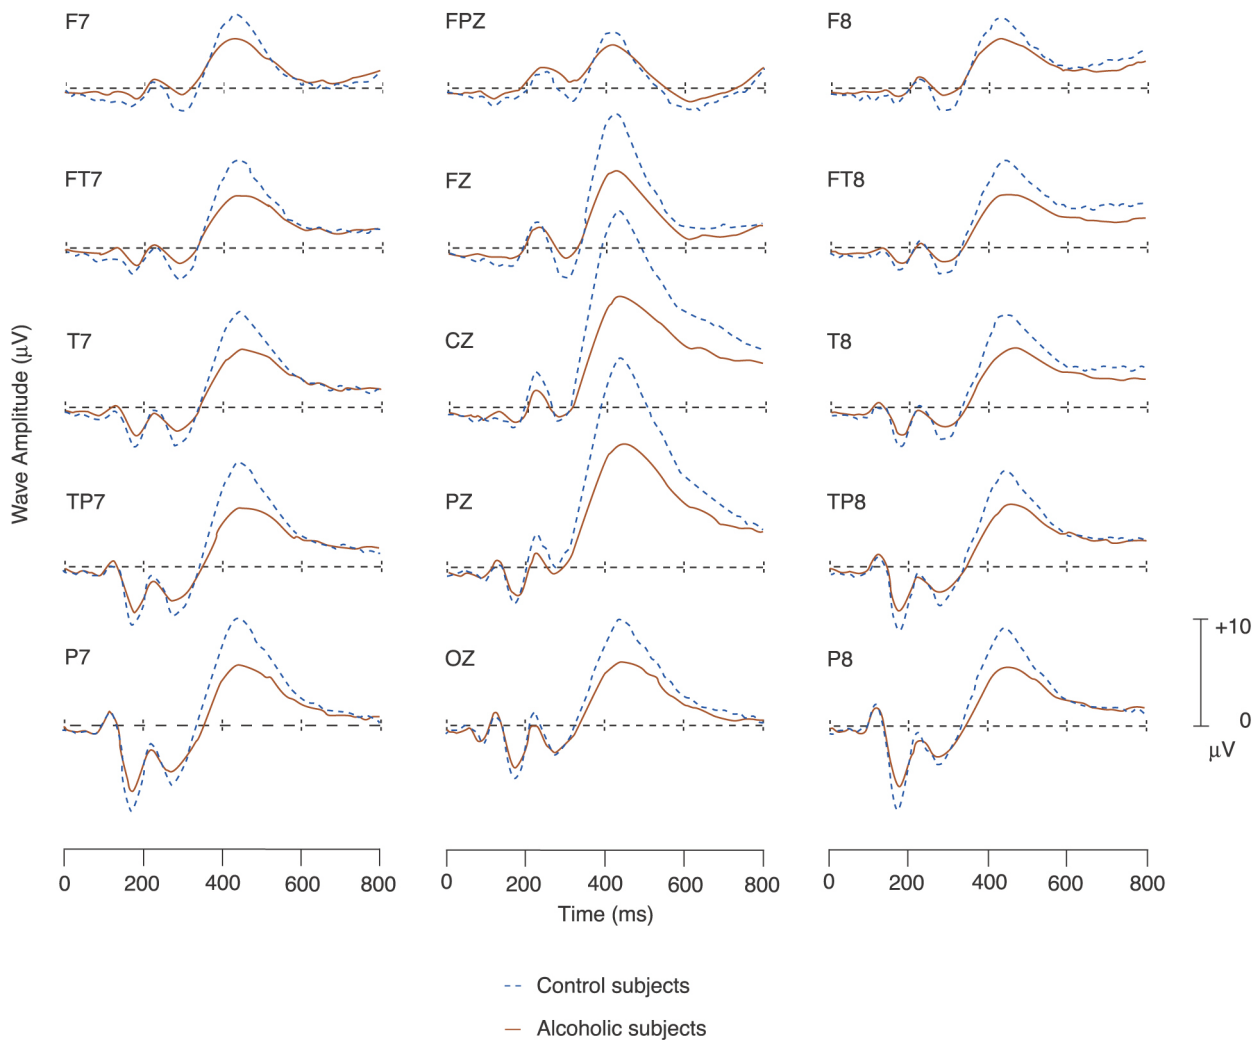 F7
FPZ
F8
FT7
FZ
FT8
T7
CZ
T8
TP7
PZ
TP8
P7
OZ
P8
Wave Amplitude (μV)
+10
0
μV
0 200 400 600 800
0 200 400 600 800
0 200 400 600 800
Time (ms)
Control subjects
Alcoholic subjects